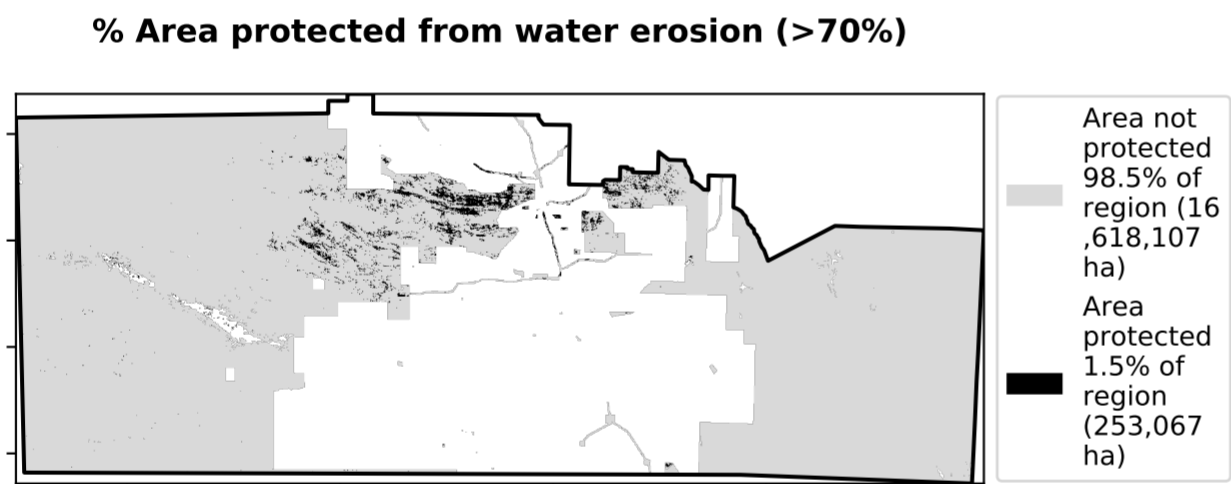 % Area protected from water erosion (>70%)
Area not
protected
98.5% of
region (16
,618,107
ha)
Area
protected
1.5% of
region
(253,067
ha)